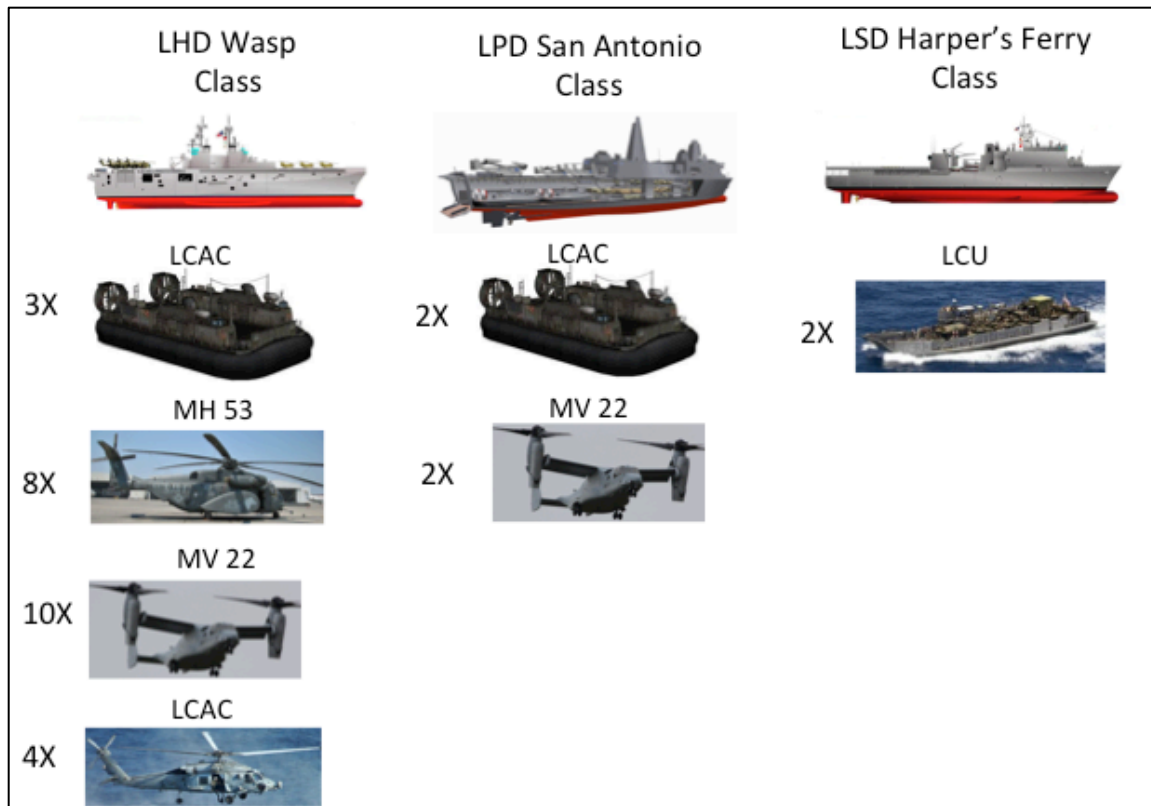 LHD Wasp
Class
LPD San Antonio
Class
LSD Harper's Ferry
Class
LCAC
3X
LCAC
2X
LCU
2X
MH 53
8X
MV 22
2X
MV 22
10X
LCAC
4X